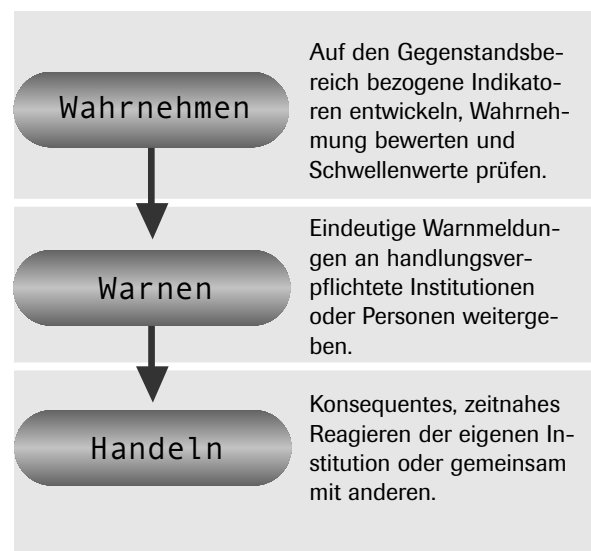 Wahrnehmen
Auf den Gegenstandsbe-
reich bezogene Indikato-
ren entwickeln, Wahrneh-
mung bewerten und
Schwellenwerte prüfen.
Warnen
Eindeutige Warnmeldun-
gen an handlungsver-
pflichtete Institutionen
oder Personen weiterge-
ben.
Handeln
Konsequentes, zeitnahes
Reagieren der eigenen In-
stitution oder gemeinsam
mit anderen.